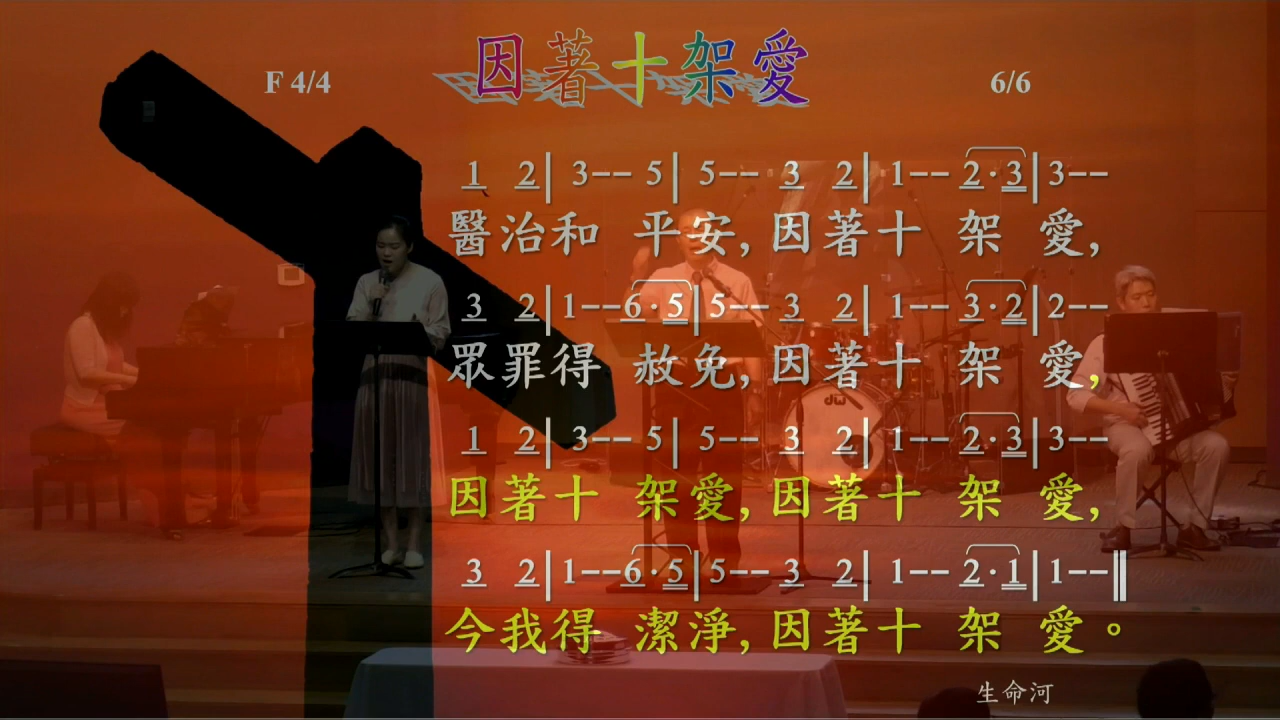 因著十架愛
F 4/4
6/6
1 2| 3-- 5| 5-- 3 2| 1-- 2·3|3--
醫治和 平安, 因著十 架 愛,
3 2|1--6·5|5-- 3 2| 1-- 3·2|2--
眾罪得 赦免, 因著十 架 愛,
1 2| 3-- 5| 5-- 3 2| 1-- 2·3|3--
因著十 架愛, 因著十 架 愛,
3 2|1--6·5|5-- 3 2| 1-- 2·1|1--‖
今我得 潔淨, 因著十 架 愛。
dw
生命河